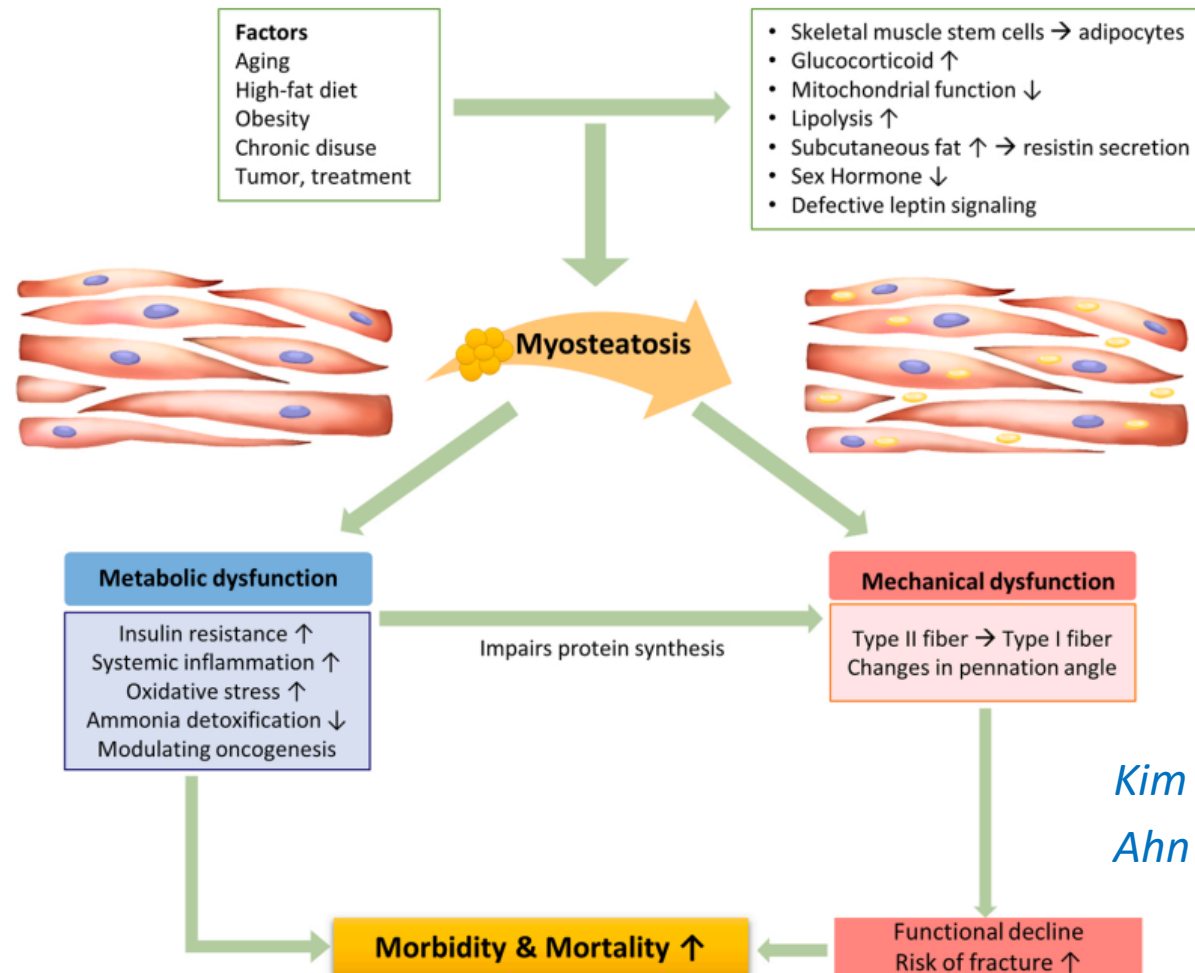 Factors
Aging
High-fat diet
Obesity
Chronic disuse
Tumor, treatment
• Skeletal muscle stem cells → adipocytes
• Glucocorticoid ↑
• Mitochondrial function ↓
• Lipolysis ↑
• Subcutaneous fat ↑ → resistin secretion
• Sex Hormone ↓
• Defective leptin signaling
Myosteatosis
Metabolic dysfunction
Insulin resistance ↑
Systemic inflammation ↑
Oxidative stress ↑
Ammonia detoxification ↓
Modulating oncogenesis
Impairs protein synthesis
Mechanical dysfunction
Type II fiber → Type I fiber
Changes in pennation angle
Kim
Ahn
Functional decline
Risk of fracture ↑
Morbidity & Mortality ↑